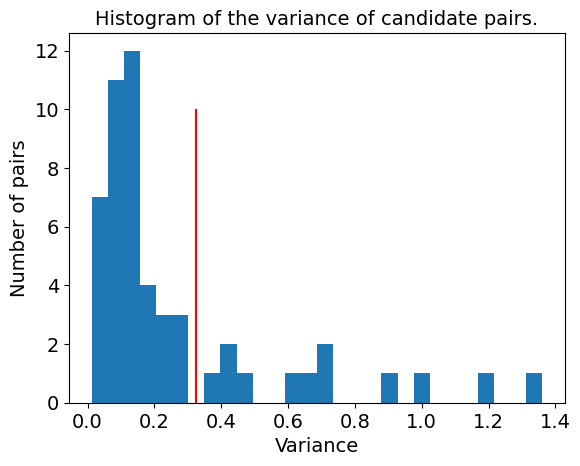 Histogram of the variance of candidate pairs.
12
10
8
6
4
2
0
Number of pairs
0.0 0.2 0.4 0.6 0.8 1.0 1.2 1.4
Variance